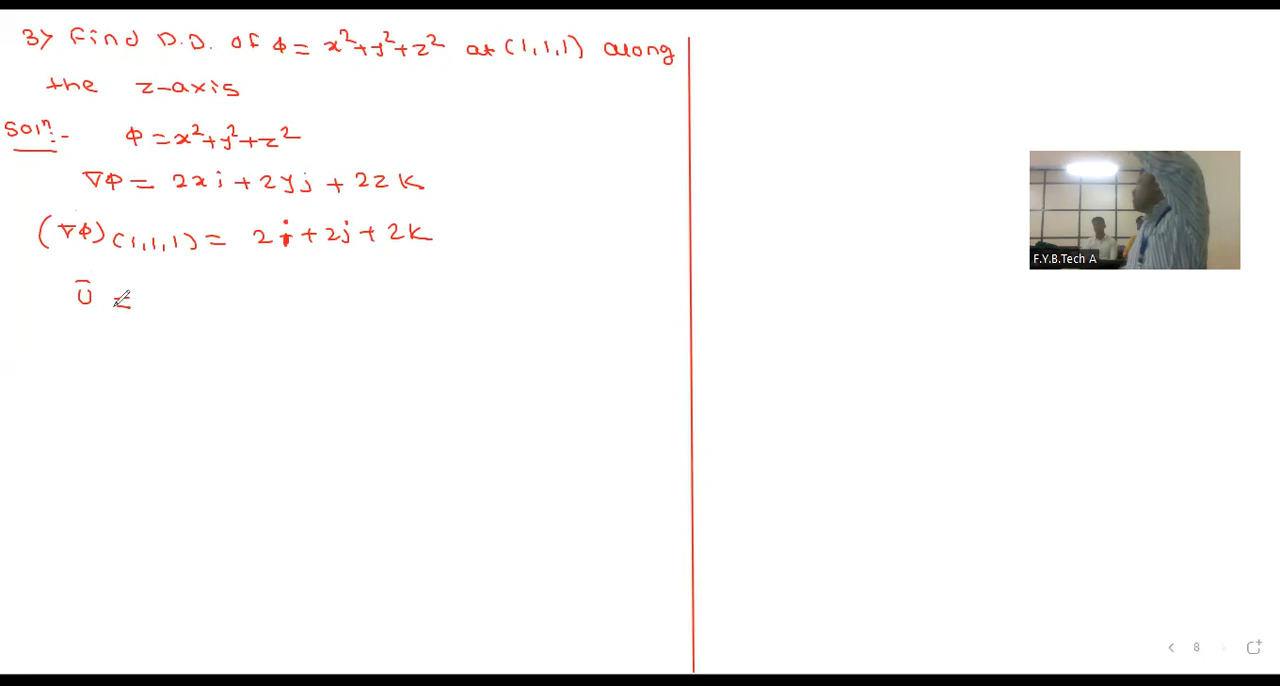 3> Find D.D. of Φ = x²+y²+z² at (1,1,1) along
the z-axis
Solⁿ:- Φ = x²+y²+z²
∇Φ = 2xi + 2yj + 2zk
(∇Φ)(1,1,1) = 2i + 2j + 2k
ū =
F.Y.B.Tech A
8